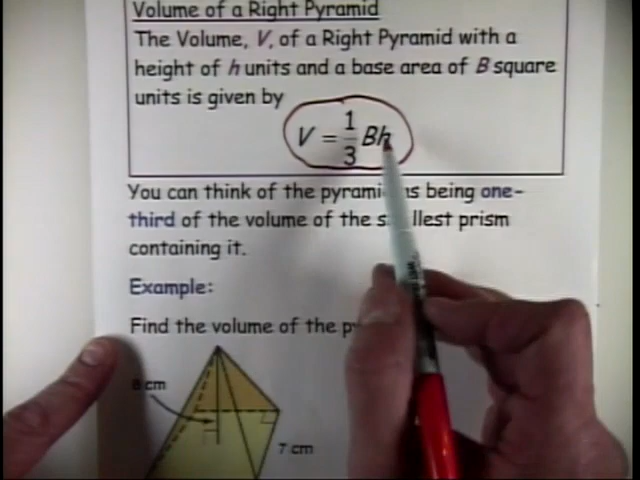 Volume of a Right Pyramid
The Volume, V, of a Right Pyramid with a
height of h units and a base area of B square
units is given by
V = 1/3 Bh
You can think of the as being one-
third of the volume of the prism
containing it.
Example:
Find the volume of the
cm
7 cm